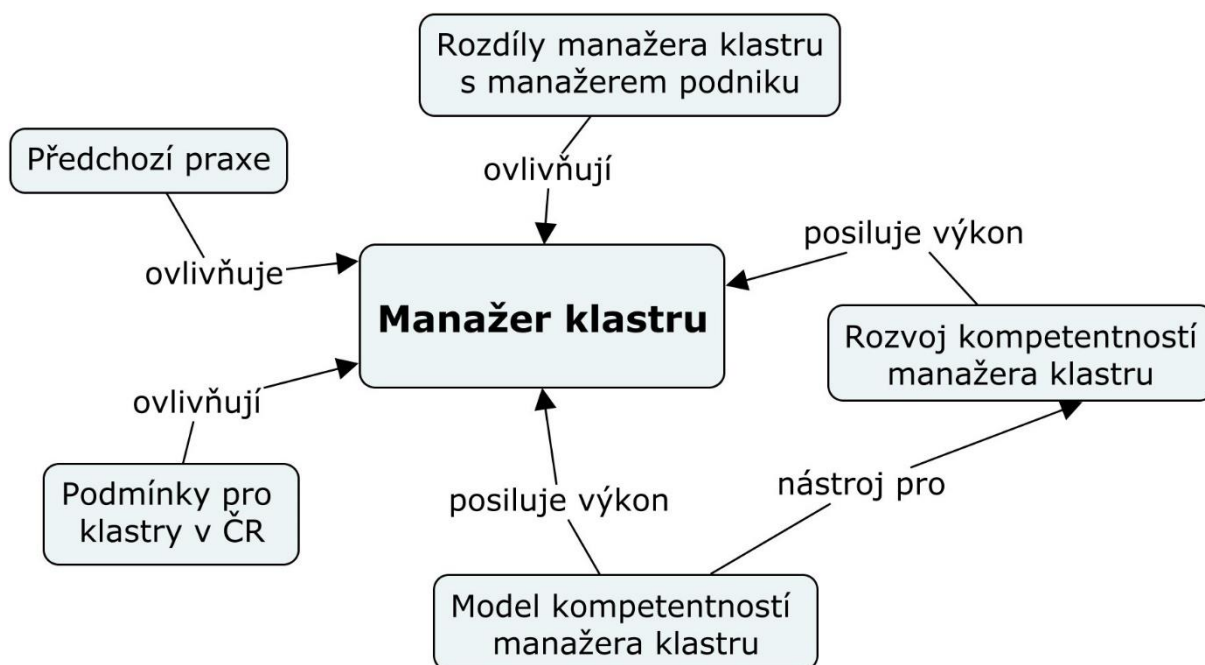 Rozdíly manažera klastru
s manažerem podniku
Předchozí praxe
ovlivňují
posiluje výkon
ovlivňuje
Manažer klastru
Rozvoj kompetentností
manažera klastru
ovlivňují
Podmínky pro
klastry v ČR
posiluje výkon
nástroj pro
Model kompetentností
manažera klastru